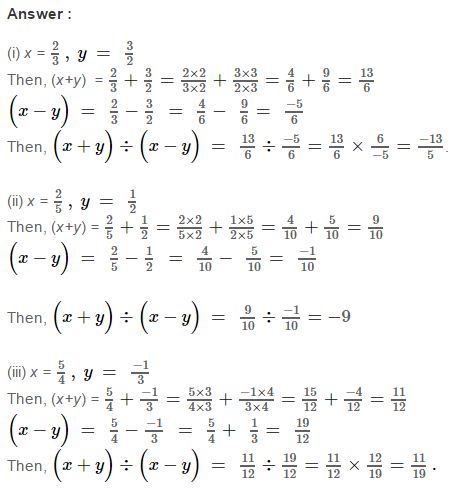 Answer :
(i) x = 2/3 , y = 3/2
Then, (x+y) = 2/3 + 3/2 = 2×2/3×2 + 3×3/2×3 = 4/6 + 9/6 = 13/6
(x − y) = 2/3 − 3/2 = 4/6 − 9/6 = −5/6
Then, (x + y) ÷ (x − y) = 13/6 ÷ −5/6 = 13/6 × 6/−5 = −13/5 .
(ii) x = 2/5 , y = 1/2
Then, (x+y) = 2/5 + 1/2 = 2×2/5×2 + 1×5/2×5 = 4/10 + 5/10 = 9/10
(x − y) = 2/5 − 1/2 = 4/10 − 5/10 = −1/10
Then, (x + y) ÷ (x − y) = 9/10 ÷ −1/10 = −9
(iii) x = 5/4 , y = −1/3
Then, (x+y) = 5/4 + −1/3 = 5×3/4×3 + −1×4/3×4 = 15/12 + −4/12 = 11/12
(x − y) = 5/4 − −1/3 = 5/4 + 1/3 = 19/12
Then, (x + y) ÷ (x − y) = 11/12 ÷ 19/12 = 11/12 × 12/19 = 11/19 .